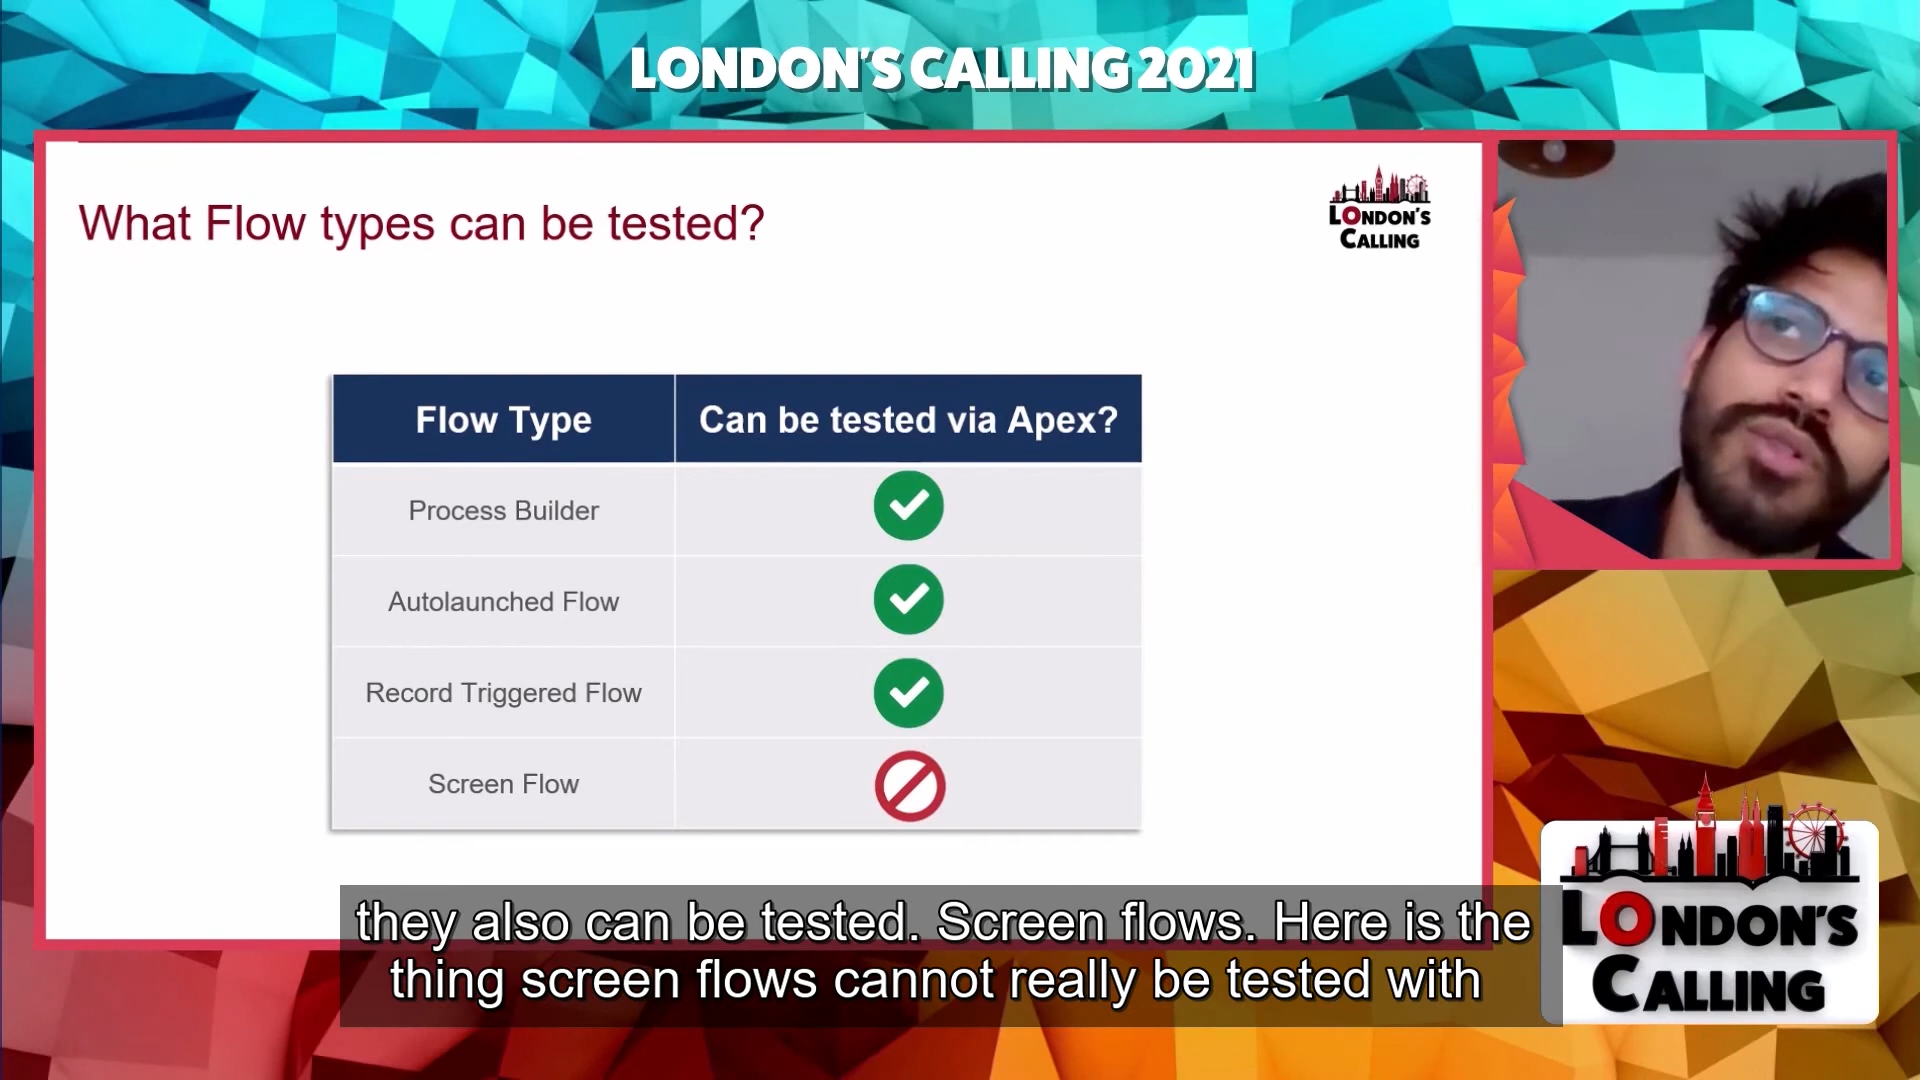 LONDON'S CALLING 2021
What Flow types can be tested?
LONDON'S
CALLING
Flow Type
Can be tested via Apex?
Process Builder
Autolaunched Flow
Record Triggered Flow
Screen Flow
they also can be tested. Screen flows. Here is the
thing screen flows cannot really be tested with
LONDON'S
CALLING